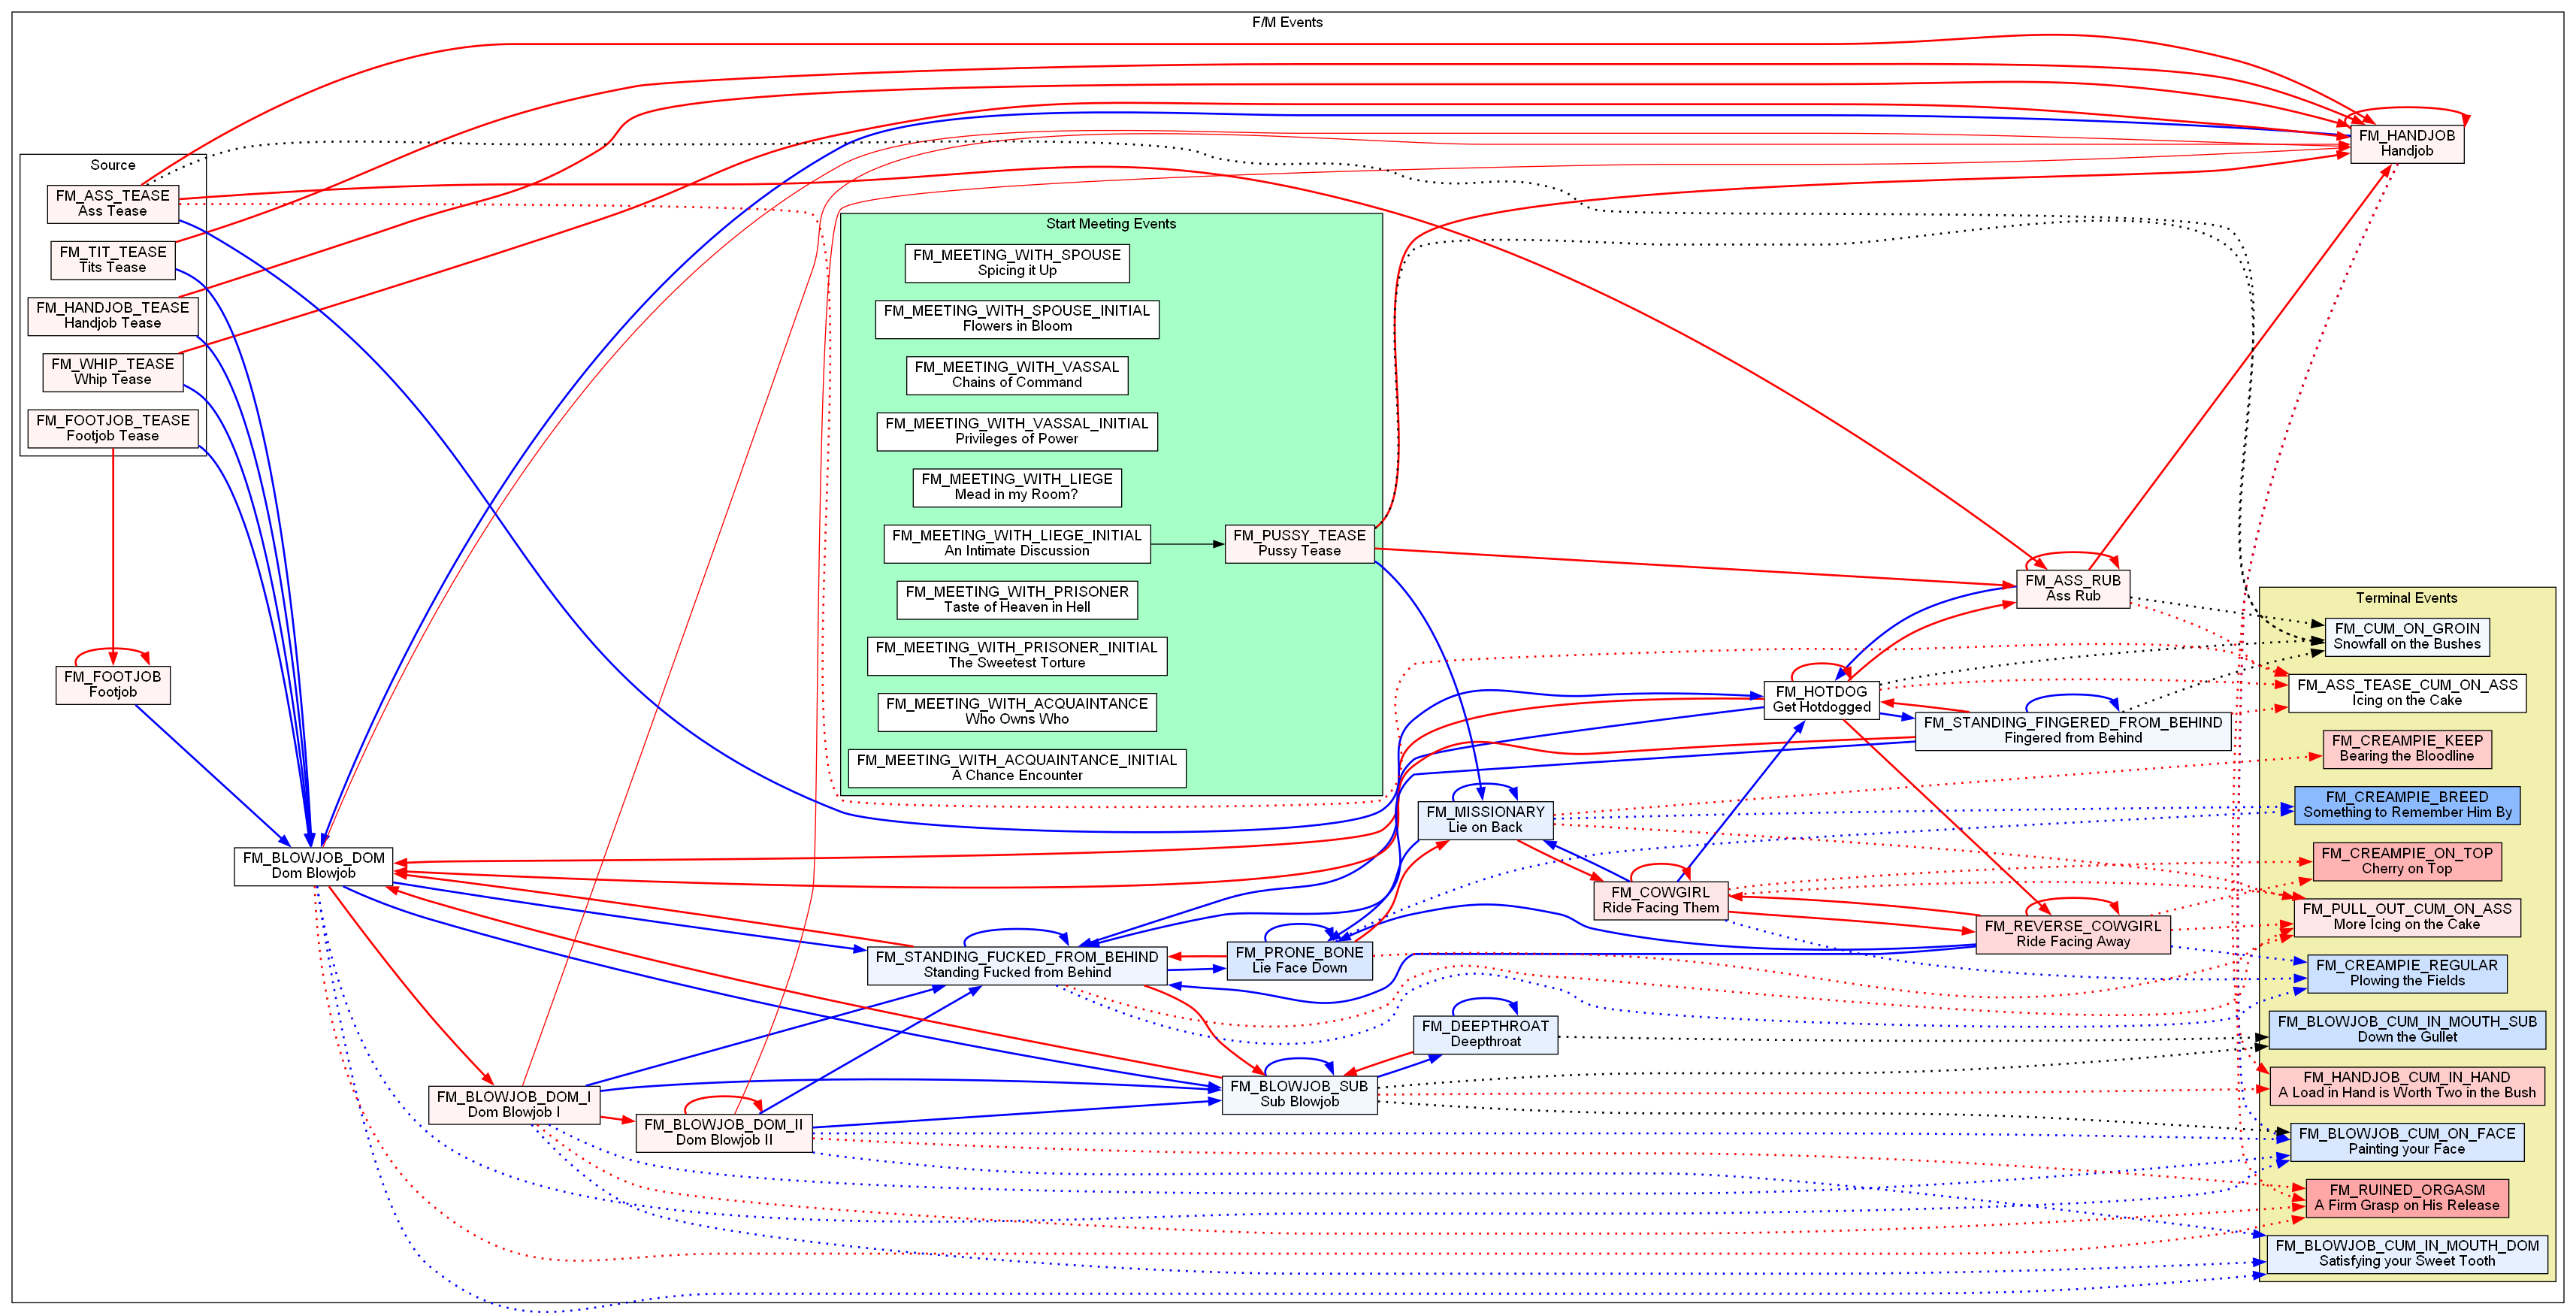 F/M Events
Source
FM_ASS_TEASE
Ass Tease
FM_TIT_TEASE
Tits Tease
FM_HANDJOB_TEASE
Handjob Tease
FM_WHIP_TEASE
Whip Tease
FM_FOOTJOB_TEASE
Footjob Tease
FM_FOOTJOB
Footjob
FM_BLOWJOB_DOM
Dom Blowjob
FM_BLOWJOB_DOM_I
Dom Blowjob I
FM_BLOWJOB_DOM_II
Dom Blowjob II
Start Meeting Events
FM_MEETING_WITH_SPOUSE
Spicing it Up
FM_MEETING_WITH_SPOUSE_INITIAL
Flowers in Bloom
FM_MEETING_WITH_VASSAL
Chains of Command
FM_MEETING_WITH_VASSAL_INITIAL
Privileges of Power
FM_MEETING_WITH_LIEGE
Mead in my Room?
FM_MEETING_WITH_LIEGE_INITIAL
An Intimate Discussion
FM_MEETING_WITH_PRISONER
Taste of Heaven in Hell
FM_MEETING_WITH_PRISONER_INITIAL
The Sweetest Torture
FM_MEETING_WITH_ACQUAINTANCE
Who Owns Who
FM_MEETING_WITH_ACQUAINTANCE_INITIAL
A Chance Encounter
FM_PUSSY_TEASE
Pussy Tease
FM_STANDING_FUCKED_FROM_BEHIND
Standing Fucked from Behind
FM_PRONE_BONE
Lie Face Down
FM_BLOWJOB_SUB
Sub Blowjob
FM_MISSIONARY
Lie on Back
FM_DEEPTHROAT
Deepthroat
FM_COWGIRL
Ride Facing Them
FM_HOTDOG
Get Hotdogged
FM_STANDING_FINGERED_FROM_BEHIND
Fingered from Behind
FM_REVERSE_COWGIRL
Ride Facing Away
FM_ASS_RUB
Ass Rub
FM_HANDJOB
Handjob
Terminal Events
FM_CUM_ON_GROIN
Snowfall on the Bushes
FM_ASS_TEASE_CUM_ON_ASS
Icing on the Cake
FM_CREAMPIE_KEEP
Bearing the Bloodline
FM_CREAMPIE_BREED
Something to Remember Him By
FM_CREAMPIE_ON_TOP
Cherry on Top
FM_PULL_OUT_CUM_ON_ASS
More Icing on the Cake
FM_CREAMPIE_REGULAR
Plowing the Fields
FM_BLOWJOB_CUM_IN_MOUTH_SUB
Down the Gullet
FM_HANDJOB_CUM_IN_HAND
A Load in Hand is Worth Two in the Bush
FM_BLOWJOB_CUM_ON_FACE
Painting your Face
FM_RUINED_ORGASM
A Firm Grasp on His Release
FM_BLOWJOB_CUM_IN_MOUTH_DOM
Satisfying your Sweet Tooth